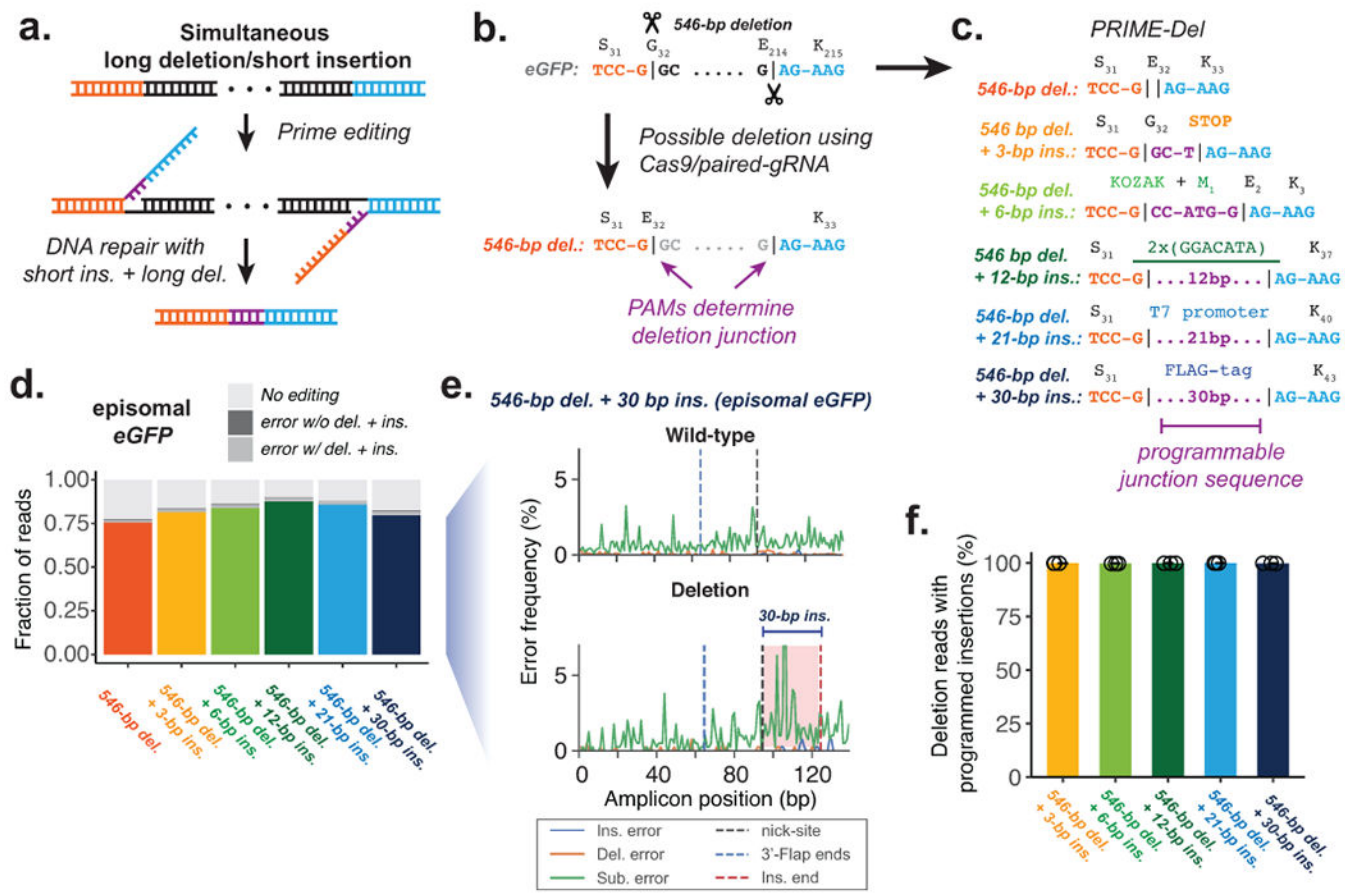 a.
Simultaneous
long deletion/short insertion
Prime editing
DNA repair with
short ins. + long del.
b.
546-bp deletion
S31 G32 E214 K215
eGFP: TCC-G|GC ..... G|AG-AAG
Possible deletion using
Cas9/paired-gRNA
S31 E32 K33
546-bp del.: TCC-G|GC ..... G|AG-AAG
PAMs determine
deletion junction
c.
PRIME-Del
S31 E32 K33
546-bp del.: TCC-G||AG-AAG
546 bp del.
+ 3-bp ins.:
S31 G32 STOP
TCC-G|GC-T|AG-AAG
546-bp del.
+ 6-bp ins.:
KOZAK + M1 E2 K3
TCC-G|CC-ATG-G|AG-AAG
546 bp del.
+ 12-bp ins.:
S31 2x(GGACATA) K37
TCC-G|...12bp...|AG-AAG
546-bp del.
+ 21-bp ins.:
S31 T7 promoter K40
TCC-G|...21bp...|AG-AAG
546-bp del.
+ 30-bp ins.:
S31 FLAG-tag K43
TCC-G|...30bp...|AG-AAG
programmable
junction sequence
d.
episomal
eGFP
No editing
error w/o del. + ins.
error w/ del. + ins.
Fraction of reads
1.00
0.75
0.50
0.25
0.00
546-bp del.
546-bp del.
+ 3-bp ins.
546-bp del.
+ 6-bp ins.
546-bp del.
+ 12-bp ins.
546-bp del.
+ 21-bp ins.
546-bp del.
+ 30-bp ins.
e.
546-bp del. + 30 bp ins. (episomal eGFP)
Wild-type
5
0
Deletion
30-bp ins.
5
0
Error frequency (%)
0 40 80 120
Amplicon position (bp)
Ins. error
Del. error
Sub. error
nick-site
3'-Flap ends
Ins. end
f.
Deletion reads with
programmed insertions (%)
100
75
50
25
0
546-bp del.
+ 3-bp ins.
546-bp del.
+ 6-bp ins.
546-bp del.
+ 12-bp ins.
546-bp del.
+ 21-bp ins.
546-bp del.
+ 30-bp ins.